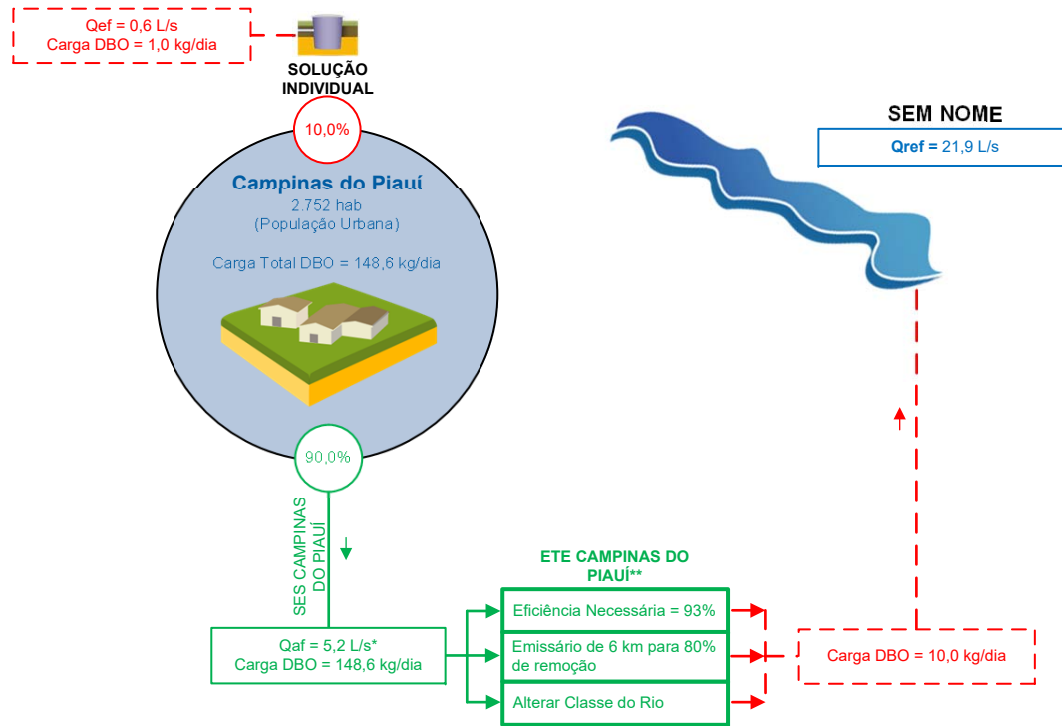 Qef = 0,6 L/s
Carga DBO = 1,0 kg/dia
SOLUÇÃO
INDIVIDUAL
10,0%
Campinas do Piauí
2.752 hab
(População Urbana)
Carga Total DBO = 148,6 kg/dia
90,0%
SES CAMPINAS
DO PIAUÍ
Qaf = 5,2 L/s*
Carga DBO = 148,6 kg/dia
ETE CAMPINAS DO
PIAUÍ**
Eficiência Necessária = 93%
Emissário de 6 km para 80%
de remoção
Alterar Classe do Rio
Carga DBO = 10,0 kg/dia
SEM NOME
Qref = 21,9 L/s